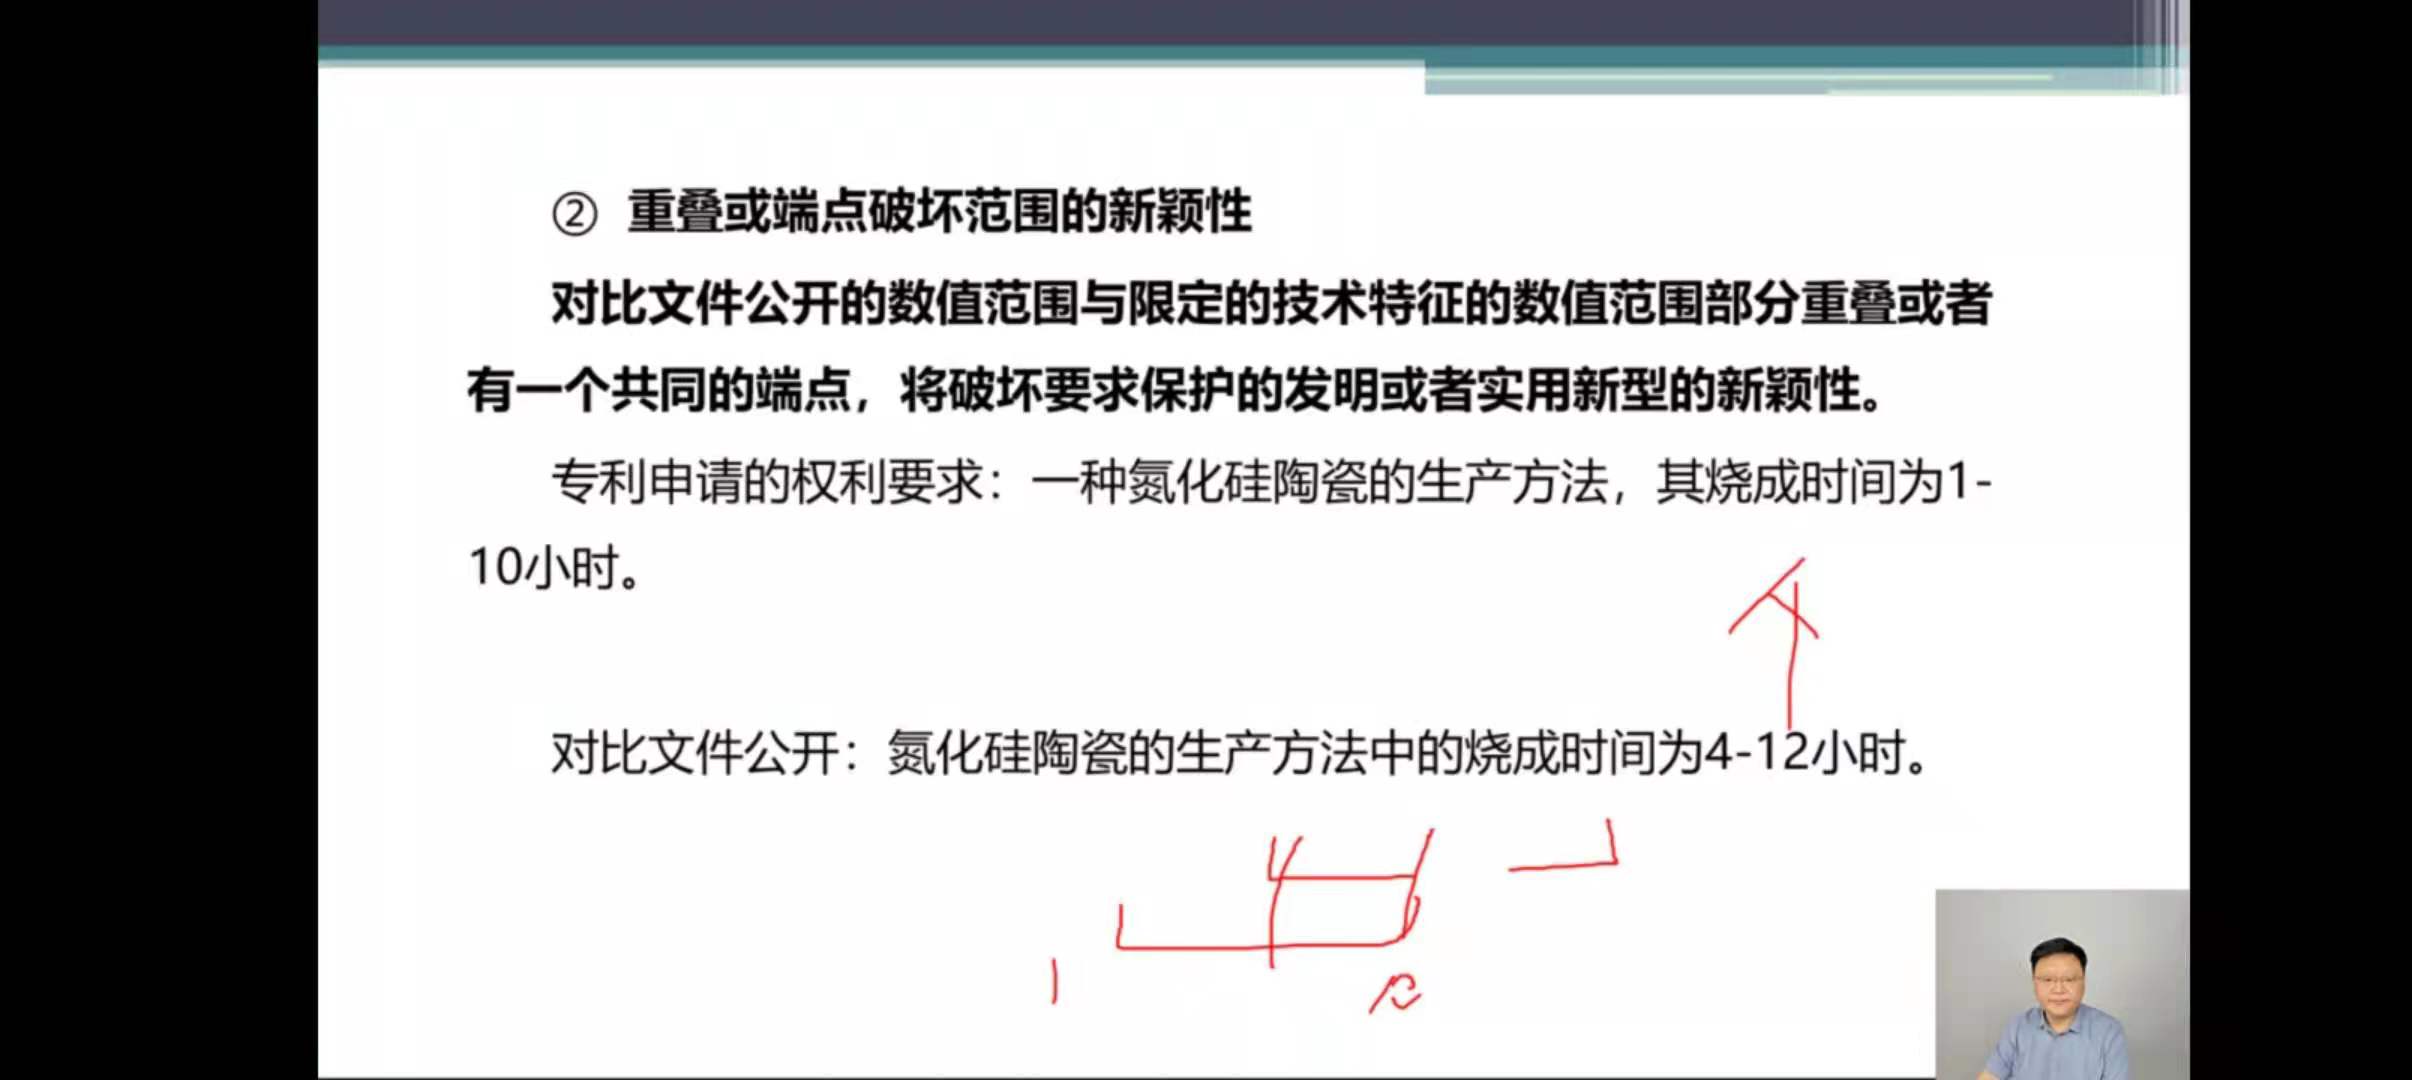 ② 重叠或端点破坏范围的新颖性
对比文件公开的数值范围与限定的技术特征的数值范围部分重叠或者
有一个共同的端点，将破坏要求保护的发明或者实用新型的新颖性。
专利申请的权利要求：一种氮化硅陶瓷的生产方法，其烧成时间为1-
10小时。
对比文件公开：氮化硅陶瓷的生产方法中的烧成时间为4-12小时。
1